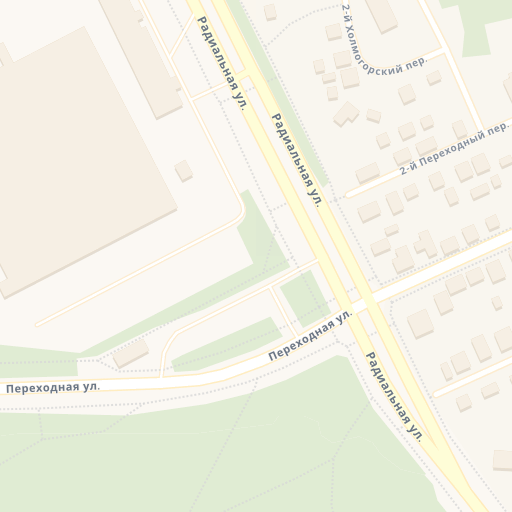 Радиальная ул.
2-й Холмогорский пер.
Радиальная ул.
2-й Переходный пер.
Переходная ул.
Радиальная ул.
Переходная ул.